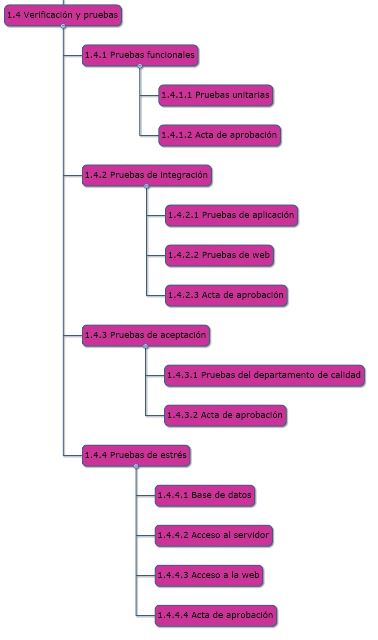 1.4 Verificación y pruebas
1.4.1 Pruebas funcionales
1.4.1.1 Pruebas unitarias
1.4.1.2 Acta de aprobación
1.4.2 Pruebas de integración
1.4.2.1 Pruebas de aplicación
1.4.2.2 Pruebas de web
1.4.2.3 Acta de aprobación
1.4.3 Pruebas de aceptación
1.4.3.1 Pruebas del departamento de calidad
1.4.3.2 Acta de aprobación
1.4.4 Pruebas de estrés
1.4.4.1 Base de datos
1.4.4.2 Acceso al servidor
1.4.4.3 Acceso a la web
1.4.4.4 Acta de aprobación